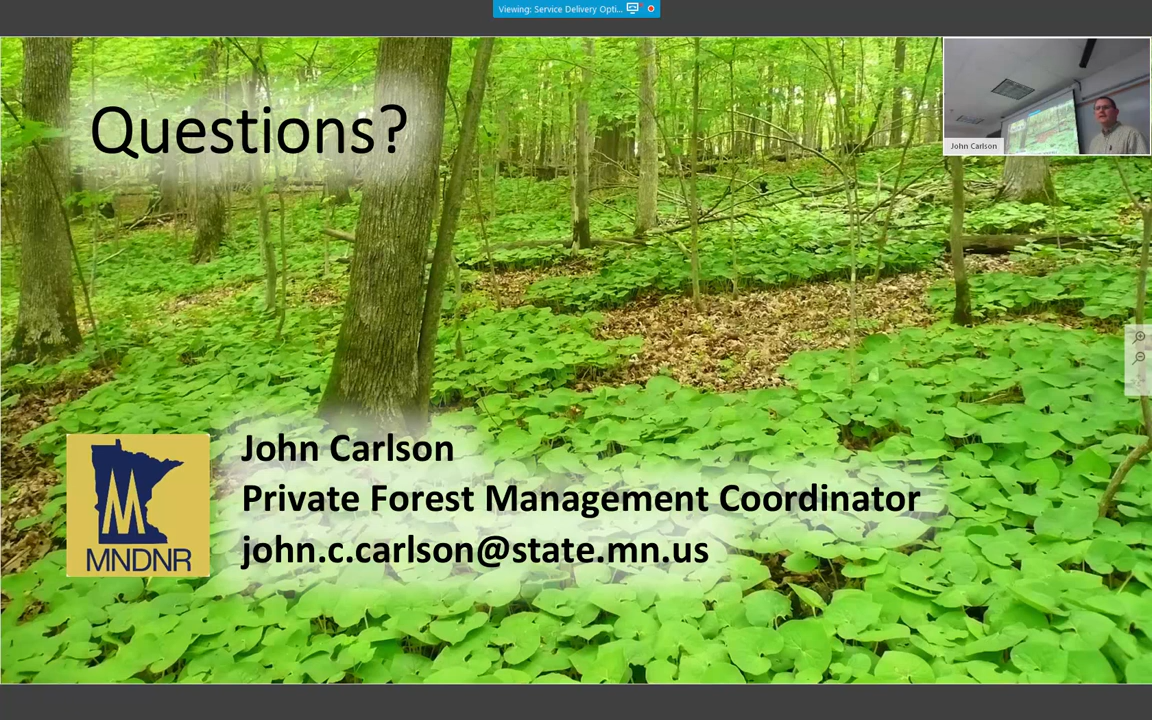 Viewing: Service Delivery Opti...
Questions?
John Carlson
John Carlson
Private Forest Management Coordinator
john.c.carlson@state.mn.us
MNDNR